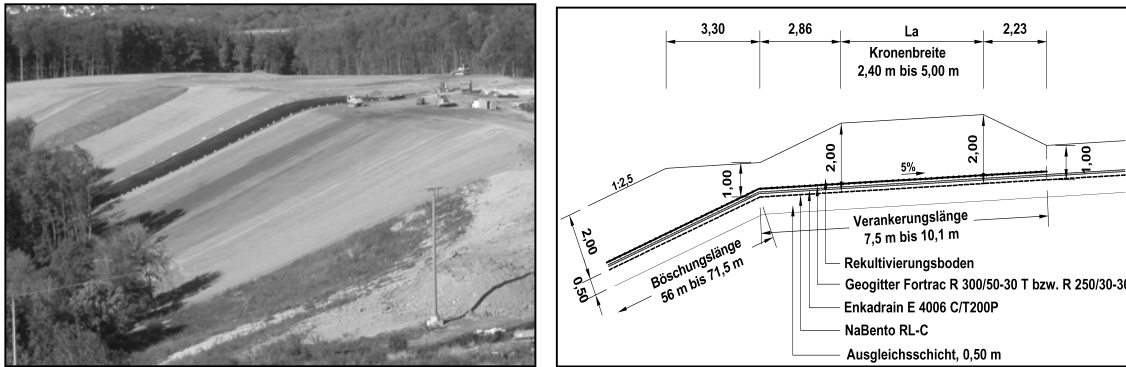 3,30
2,86
La
2,23
Kronenbreite
2,40 m bis 5,00 m
1:2,5
1,00
2,00
5%
2,00
1,00
2,00
0,50
Böschungslänge
56 m bis 71,5 m
Verankerungslänge
7,5 m bis 10,1 m
Rekultivierungsboden
Geogitter Fortrac R 300/50-30 T bzw. R 250/30-30
Enkadrain E 4006 C/T200P
NaBento RL-C
Ausgleichsschicht, 0,50 m